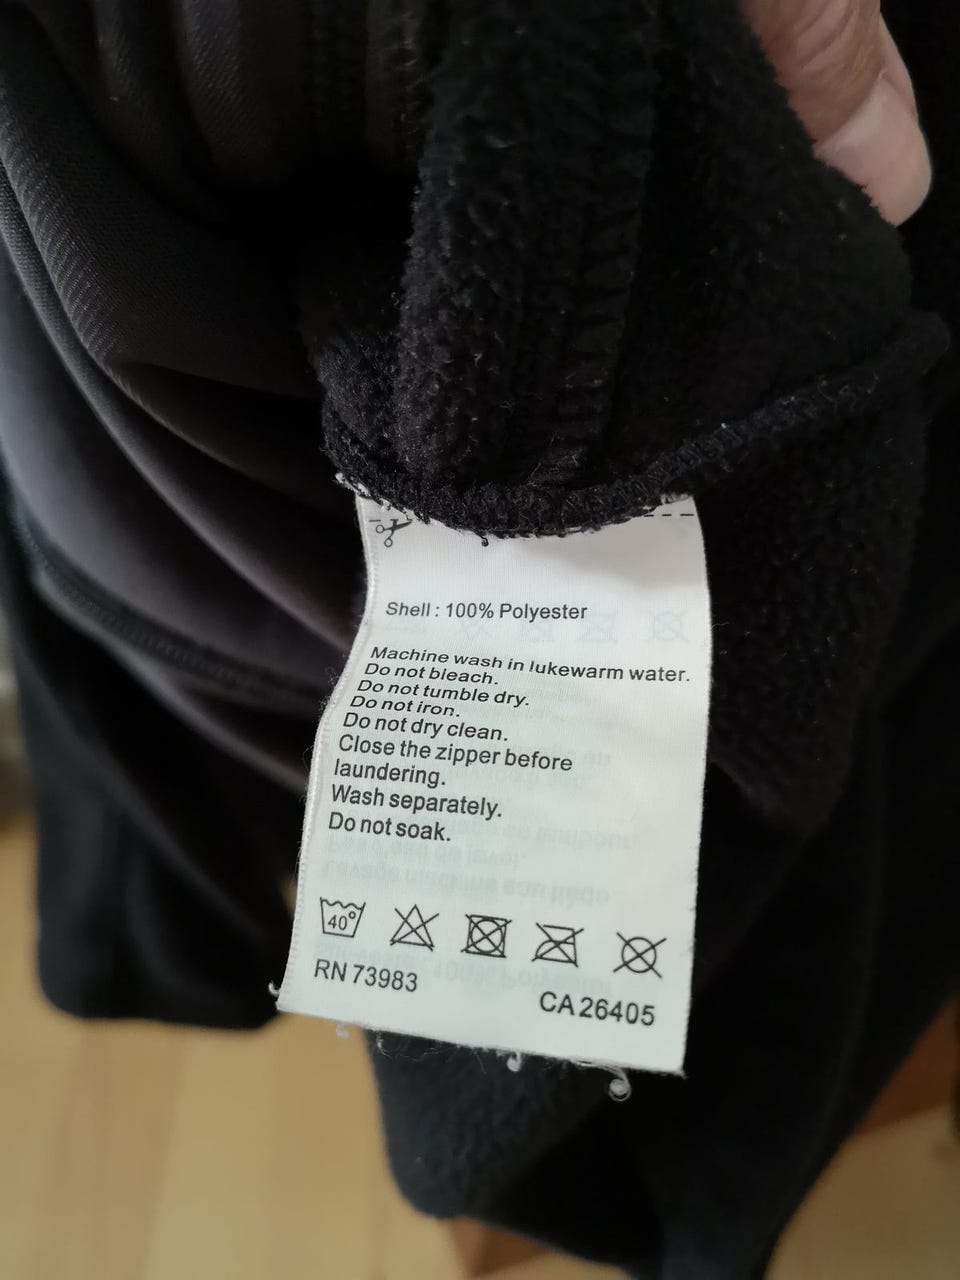 Shell : 100% Polyester
Machine wash in lukewarm water.
Do not bleach.
Do not tumble dry.
Do not iron.
Do not dry clean.
Close the zipper before
laundering.
Wash separately.
Do not soak.
40°
RN 73983
CA 26405